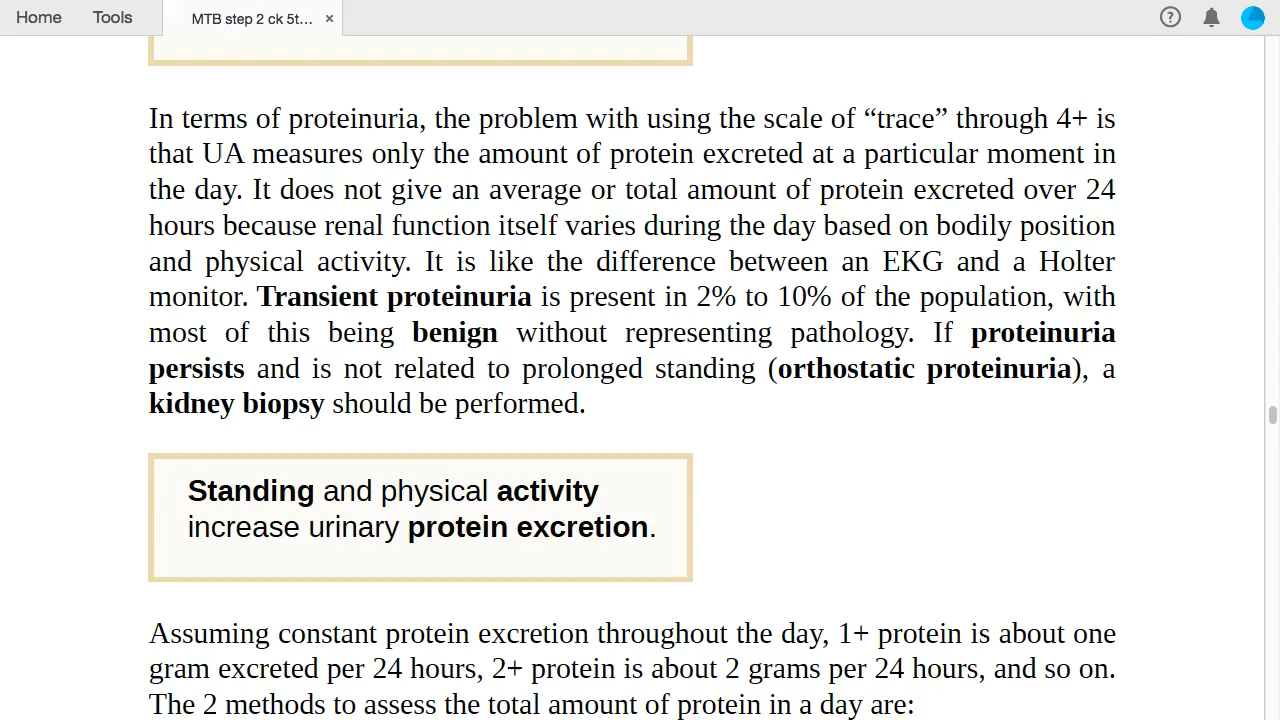 Home Tools MTB step 2 ck 5t... ×
In terms of proteinuria, the problem with using the scale of “trace” through 4+ is
that UA measures only the amount of protein excreted at a particular moment in
the day. It does not give an average or total amount of protein excreted over 24
hours because renal function itself varies during the day based on bodily position
and physical activity. It is like the difference between an EKG and a Holter
monitor. Transient proteinuria is present in 2% to 10% of the population, with
most of this being benign without representing pathology. If proteinuria
persists and is not related to prolonged standing (orthostatic proteinuria), a
kidney biopsy should be performed.
Standing and physical activity
increase urinary protein excretion.
Assuming constant protein excretion throughout the day, 1+ protein is about one
gram excreted per 24 hours, 2+ protein is about 2 grams per 24 hours, and so on.
The 2 methods to assess the total amount of protein in a day are: